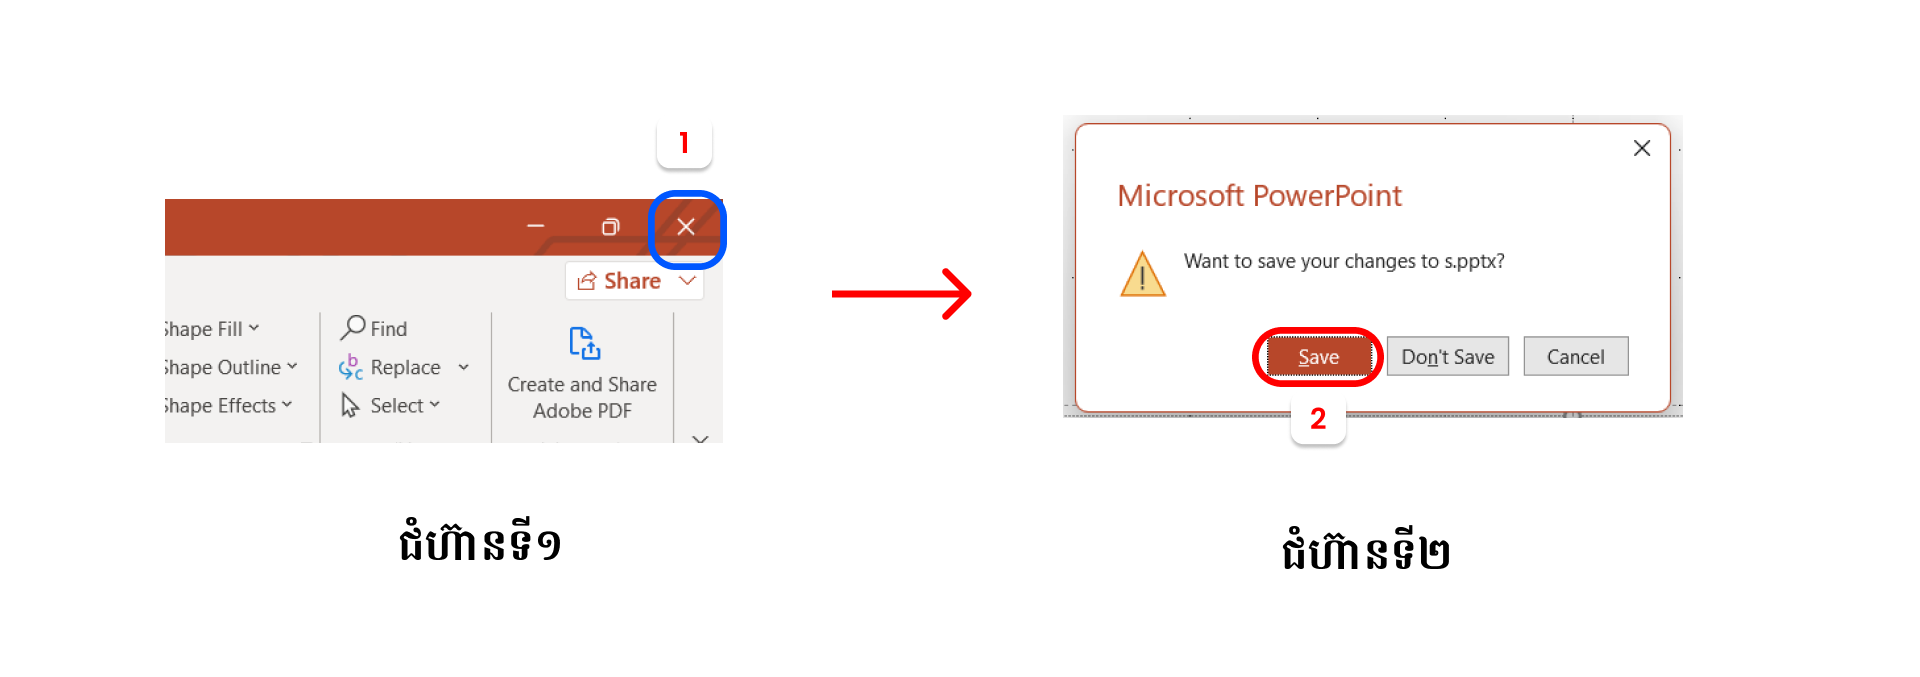 1
Share
Shape Fill
Find
Shape Outline
Replace
Shape Effects
Select
Create and Share
Adobe PDF
ជំហ៊ានទី១
Microsoft PowerPoint
Want to save your changes to s.pptx?
Save
Don't Save
Cancel
2
ជំហ៊ានទី២